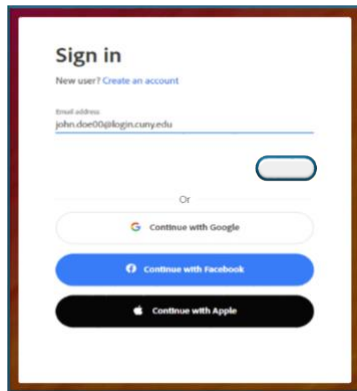 Sign in
New user? Create an account
Email address
john.doe00@login.cuny.edu
Or
Continue with Google
Continue with Facebook
Continue with Apple